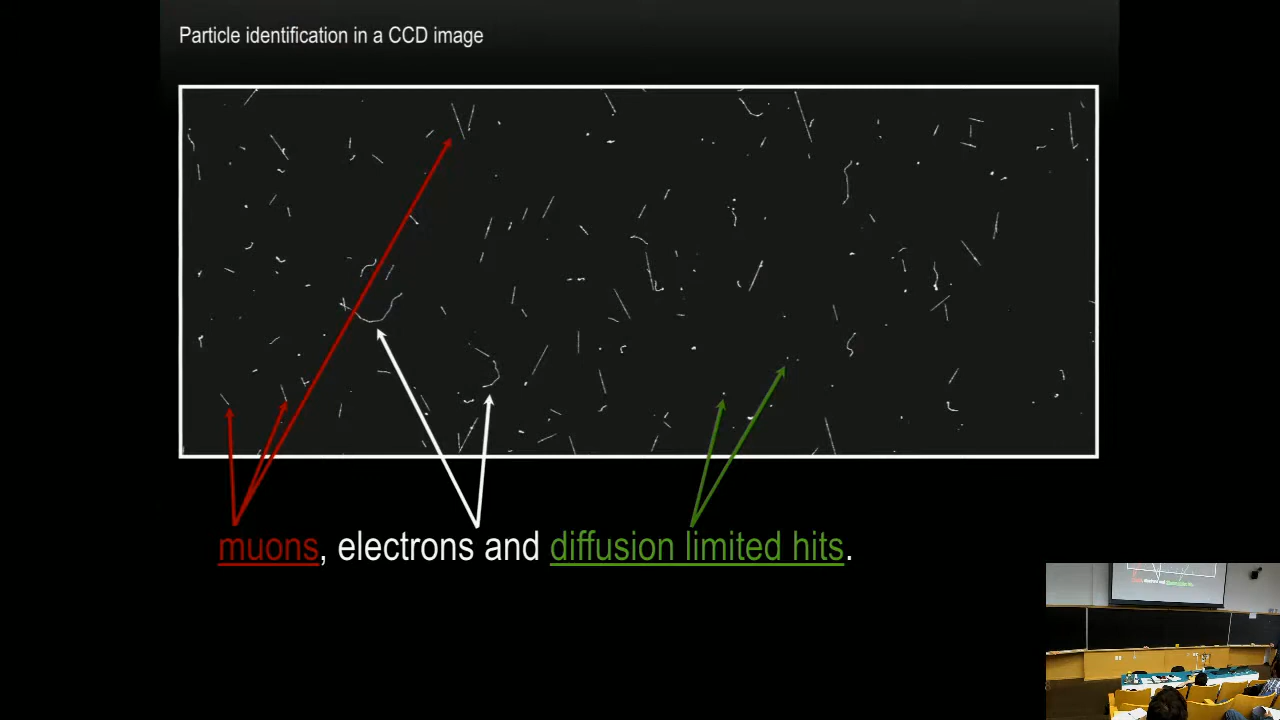 Particle identification in a CCD image
muons, electrons and diffusion limited hits.